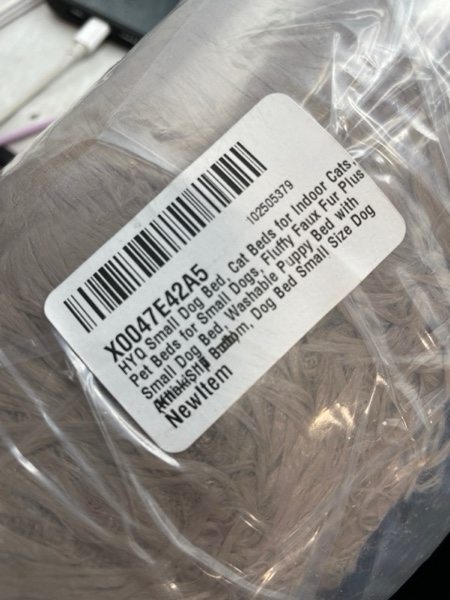 102505379
X0047E42A5
HYQ Small Dog Bed, Cat Beds for Indoor Cats,
Pet Beds for Small Dogs, Fluffy Faux Fur Plus
Small Dog Bed, Washable Puppy Bed with
Bottom, Dog Bed Small Size Dog
NewItem